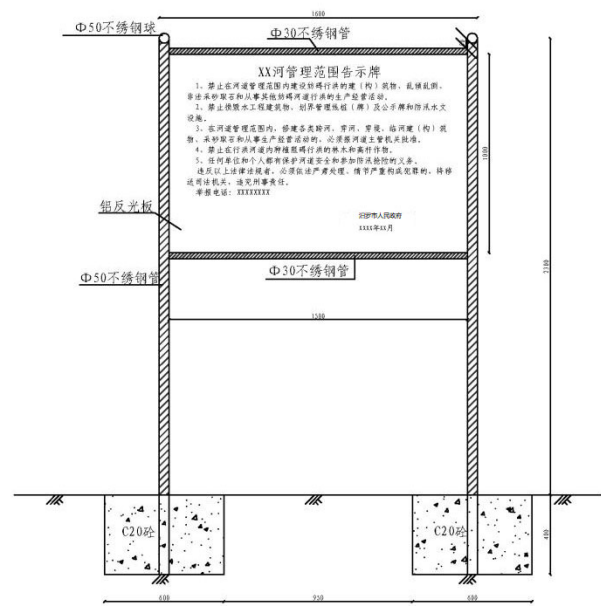 1600
Φ50不锈钢球
Φ30不锈钢管
XX河管理范围告示牌
1、禁止在河道管理范围内建设妨碍行洪的建（构）筑物，乱倾乱倒，
非法采砂取石和从事其他妨碍河道行洪的生产经营活动。
2、禁止损毁水工程建筑物，划界管理线桩（牌）及公示牌和防汛水文
设施。
3、在河道管理范围内，修建各类跨河、穿河、穿堤、临河建（构）筑
物，采砂取石和从事生产经营活动的，必须报河道主管机关批准。
4、禁止在行洪河道内种植阻碍行洪的林木和高杆作物。
5、任何单位和个人都有保护河道安全和参加防汛抢险的义务。
违反以上法律法规者，必须依法严肃处理，情节严重构成犯罪的，将移
送司法机关，追究刑事责任。
举报电话：XXXXXXXX
汨罗市人民政府
xxxx年xx月
1000
铝反光板
Φ50不锈钢管
Φ30不锈钢管
1500
C20砼
C20砼
400
600
950
600